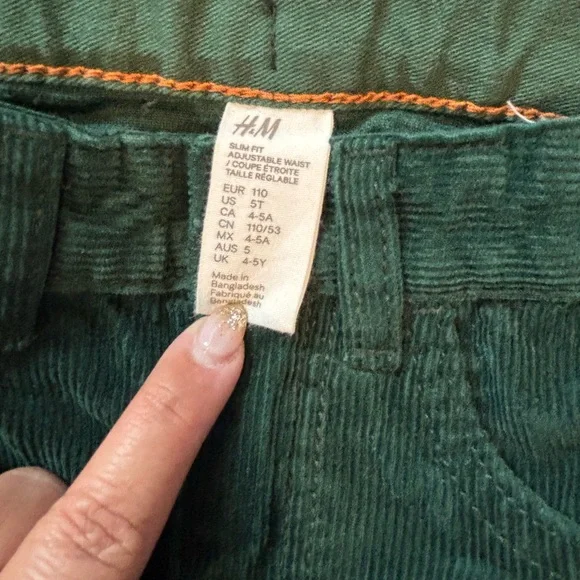 H&M
SLIM FIT
ADJUSTABLE WAIST
/ COUPE ÉTROITE
TAILLE RÉGLABLE
EUR 110
US 5T
CA 4-5A
CN 110/53
MX 4-5A
AUS 5
UK 4-5Y
Made in
Bangladesh
Fabriqué au
Bangladesh